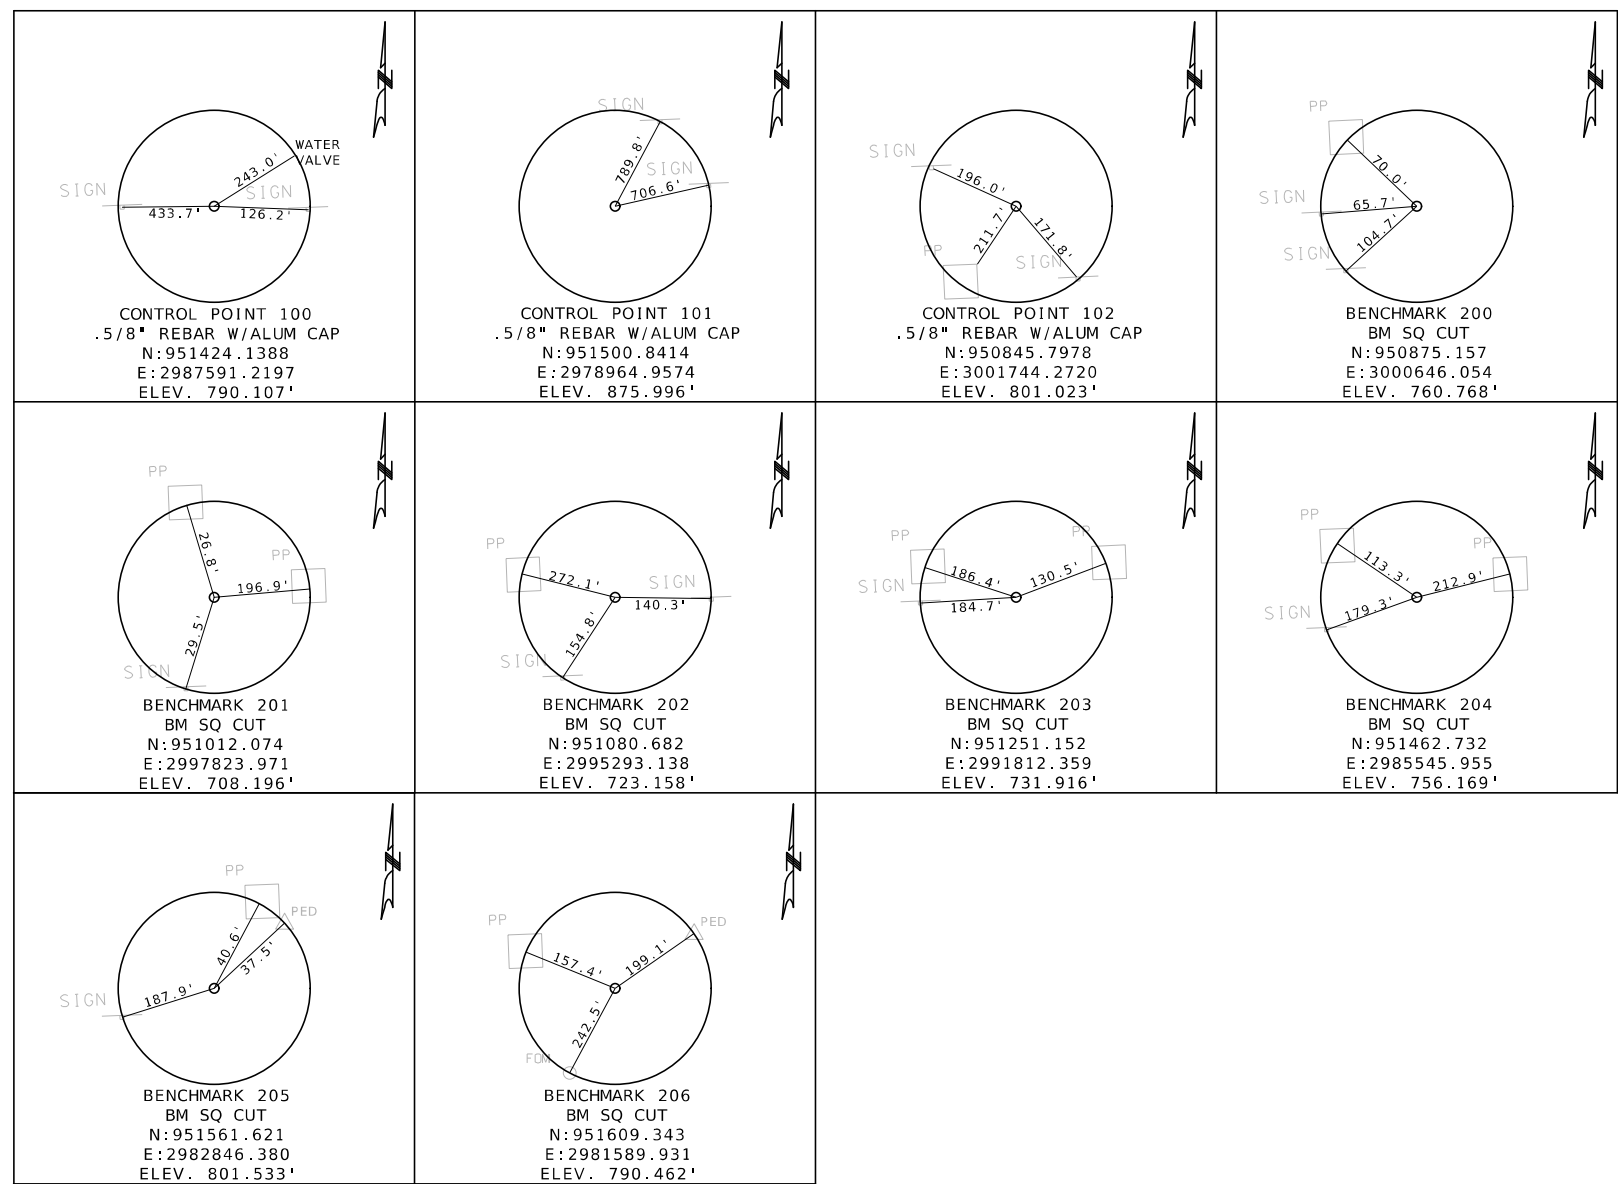 N
SIGN
433.7'
243.0'
WATER
VALVE
SIGN
126.2'
CONTROL POINT 100
.5/8" REBAR W/ALUM CAP
N:951424.1388
E:2987591.2197
ELEV. 790.107'
N
SIGN
789.8'
SIGN
706.6'
CONTROL POINT 101
.5/8" REBAR W/ALUM CAP
N:951500.8414
E:2978964.9574
ELEV. 875.996'
N
SIGN
196.0'
211.7'
PP
171.8'
SIGN
CONTROL POINT 102
.5/8" REBAR W/ALUM CAP
N:950845.7978
E:3001744.2720
ELEV. 801.023'
N
PP
70.0'
SIGN
65.7'
SIGN
104.7'
BENCHMARK 200
BM SQ CUT
N:950875.157
E:3000646.054
ELEV. 760.768'
N
PP
26.8'
PP
196.9'
29.5'
SIGN
BENCHMARK 201
BM SQ CUT
N:951012.074
E:2997823.971
ELEV. 708.196'
N
PP
272.1'
SIGN
140.3'
154.8'
SIGN
BENCHMARK 202
BM SQ CUT
N:951080.682
E:2995293.138
ELEV. 723.158'
N
PP
186.4'
PP
130.5'
SIGN
184.7'
BENCHMARK 203
BM SQ CUT
N:951251.152
E:2991812.359
ELEV. 731.916'
N
PP
113.3'
PP
212.9'
SIGN
179.3'
BENCHMARK 204
BM SQ CUT
N:951462.732
E:2985545.955
ELEV. 756.169'
N
PP
PED
40.6'
37.5'
SIGN
187.9'
BENCHMARK 205
BM SQ CUT
N:951561.621
E:2982846.380
ELEV. 801.533'
N
PP
157.4'
PED
199.1'
242.5'
FOM
BENCHMARK 206
BM SQ CUT
N:951609.343
E:2981589.931
ELEV. 790.462'